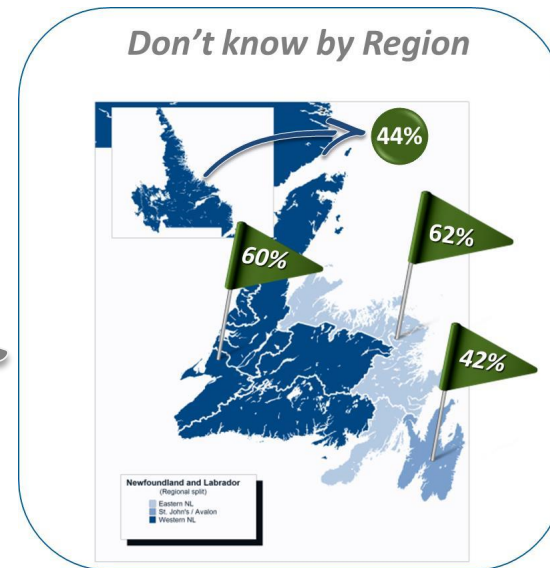 Don't know by Region
44%
62%
60%
42%
Newfoundland and Labrador
(Regional split)
Eastern NL
St. John's / Avalon
Western NL